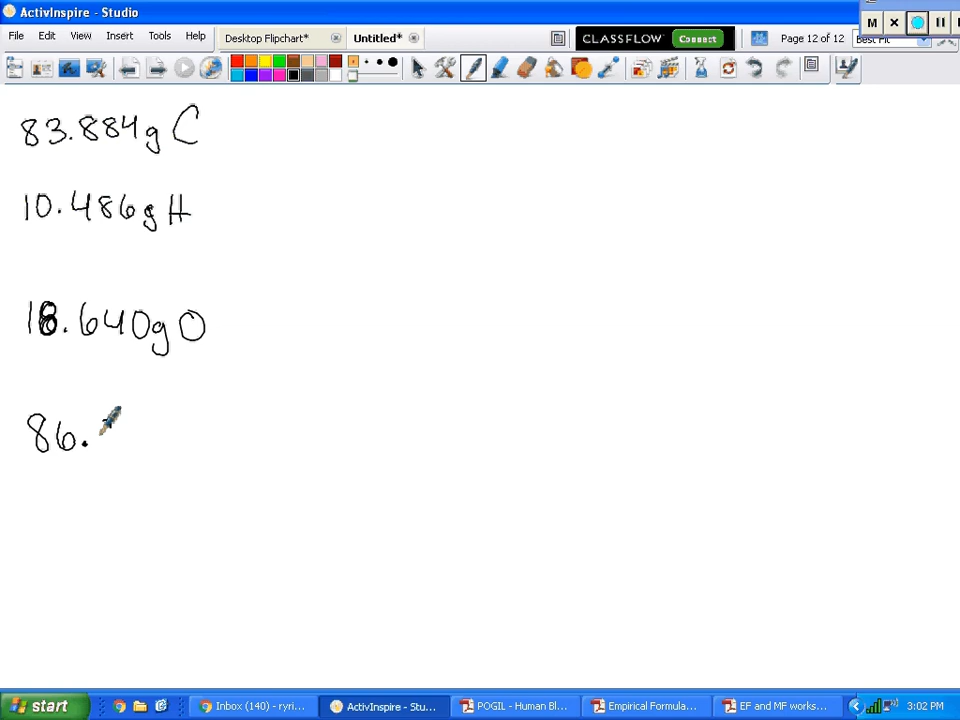 ActivInspire - Studio
M
File Edit View Insert Tools Help
Desktop Flipchart*
Untitled*
CLASSFLOW Connect
Page 12 of 12
Best Fit
83.884g C
10.486g H
18.640g O
86.
start
Inbox (140) - ryri...
ActivInspire - Stu...
POGIL - Human Bl...
Empirical Formula...
EF and MF works...
3:02 PM